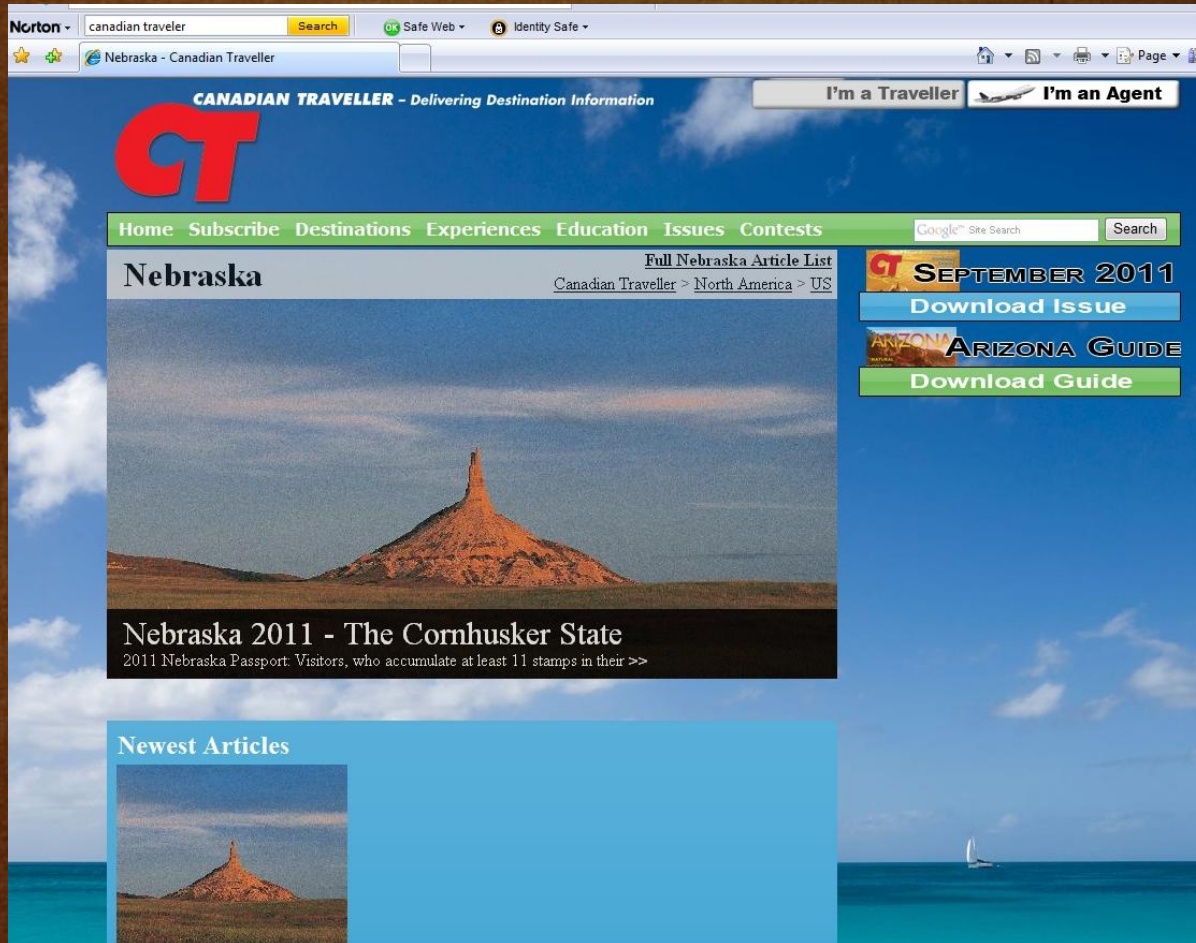 Norton canadian traveler Search OK Safe Web Identity Safe
Nebraska - Canadian Traveller Page
CANADIAN TRAVELLER – Delivering Destination Information
I'm a Traveller I'm an Agent
CT
Home Subscribe Destinations Experiences Education Issues Contests
Google™ Site Search Search
Nebraska
Full Nebraska Article List
Canadian Traveller > North America > US
CT SEPTEMBER 2011
Download Issue
ARIZONA ARIZONA GUIDE
Download Guide
Nebraska 2011 - The Cornhusker State
2011 Nebraska Passport: Visitors, who accumulate at least 11 stamps in their >>
Newest Articles